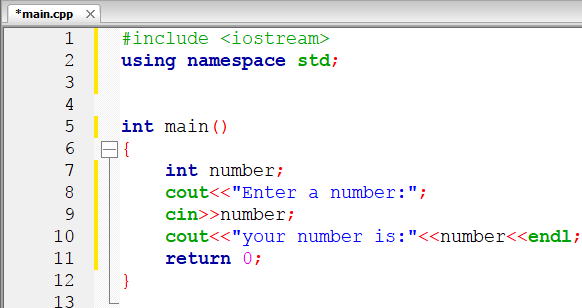 *main.cpp ×
1 #include <iostream>
2 using namespace std;
3
4
5 int main()
6 {
7 int number;
8 cout<<"Enter a number:";
9 cin>>number;
10 cout<<"your number is:"<<number<<endl;
11 return 0;
12 }
13